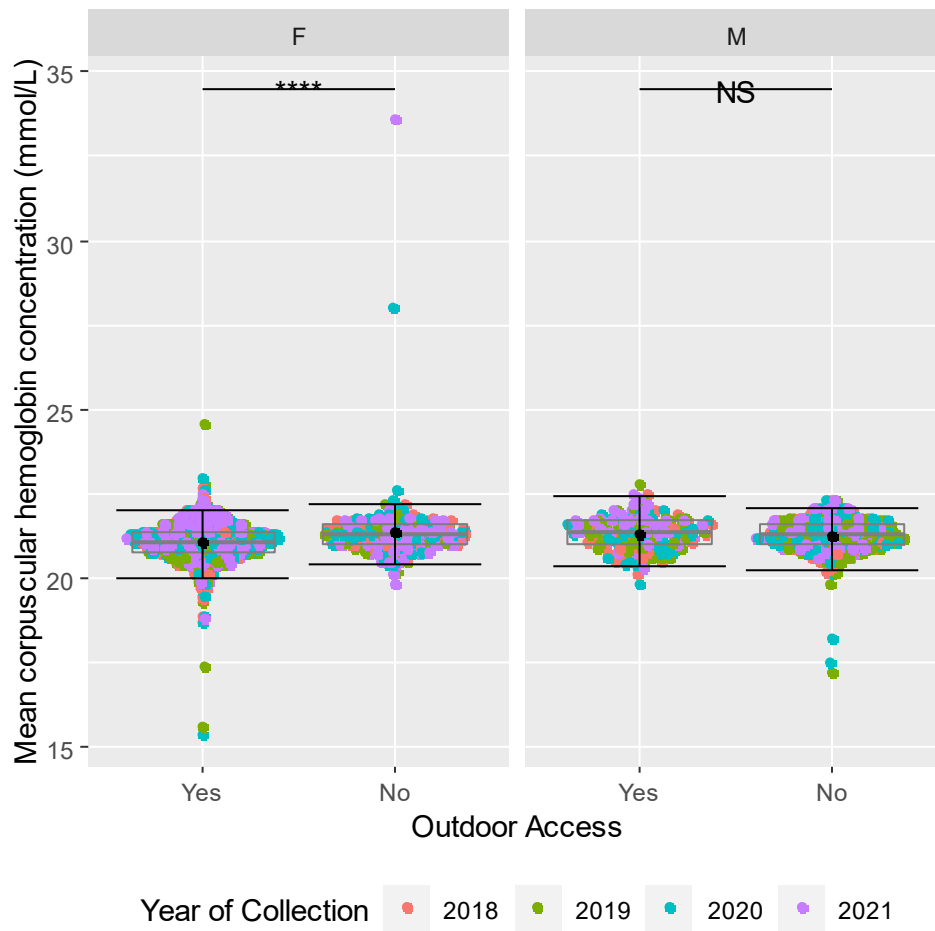 F
M
****
NS
Mean corpuscular hemoglobin concentration (mmol/L)
35
30
25
20
15
Yes
No
Yes
No
Outdoor Access
Year of Collection
2018
2019
2020
2021